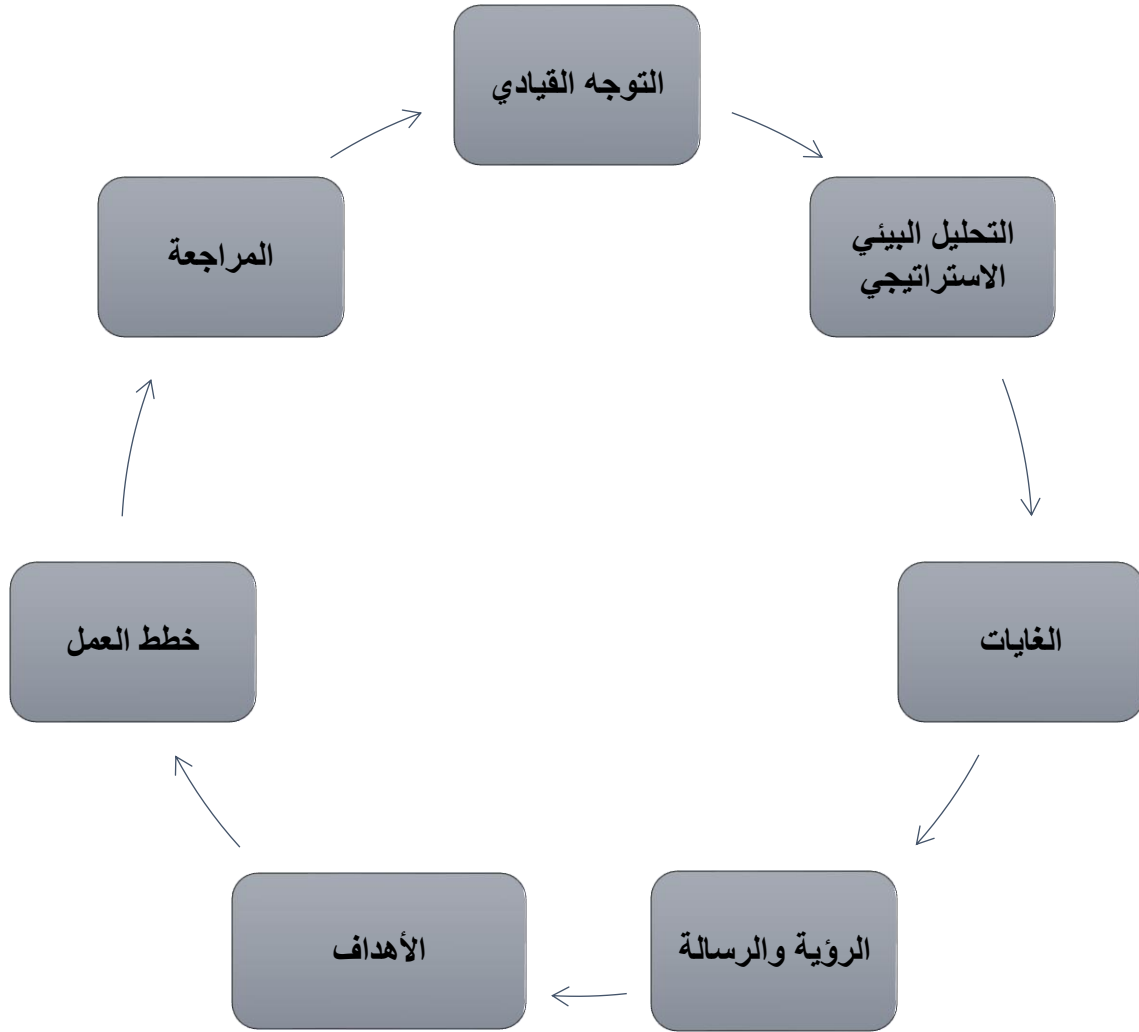 التوجه القيادي
التحليل البيئي
الاستراتيجي
الغايات
الرؤية والرسالة
الأهداف
خطط العمل
المراجعة